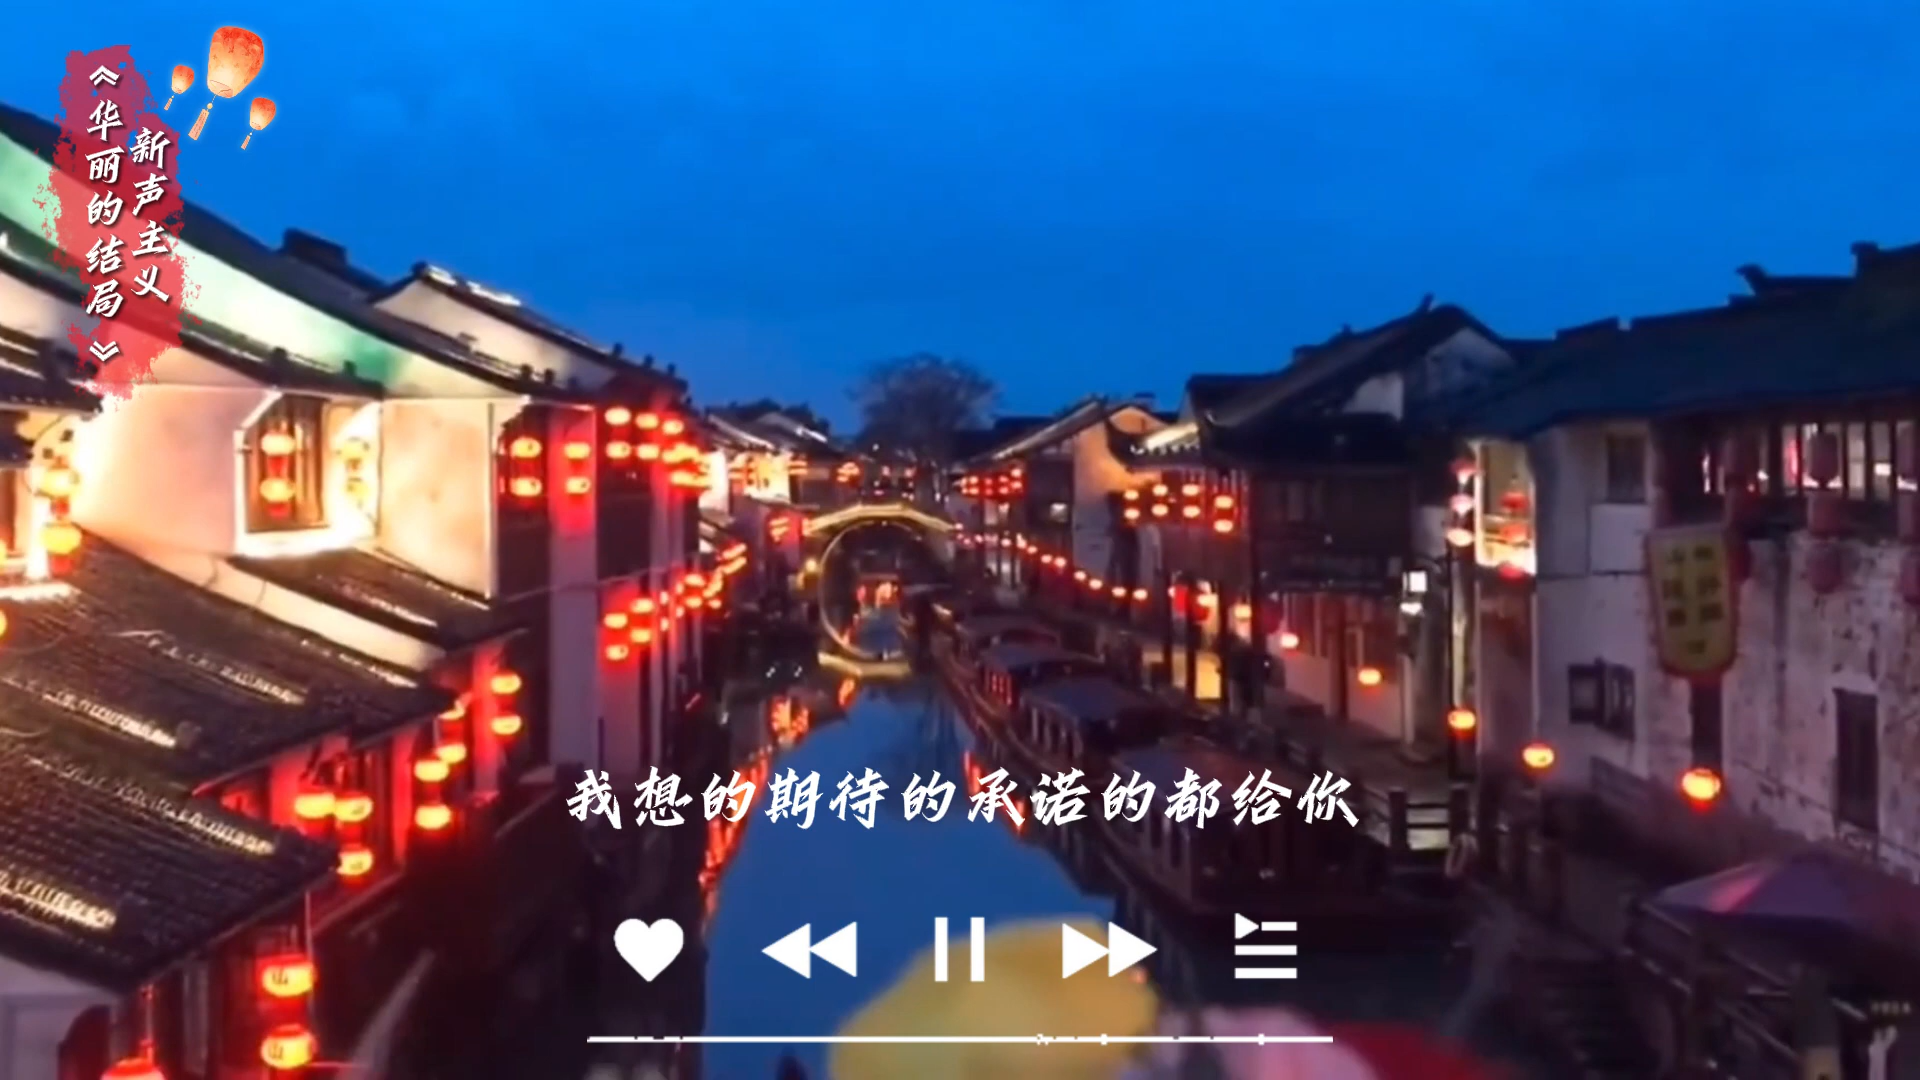 《华丽的结局》
新声主义
我想的期待的承诺的都给你
山